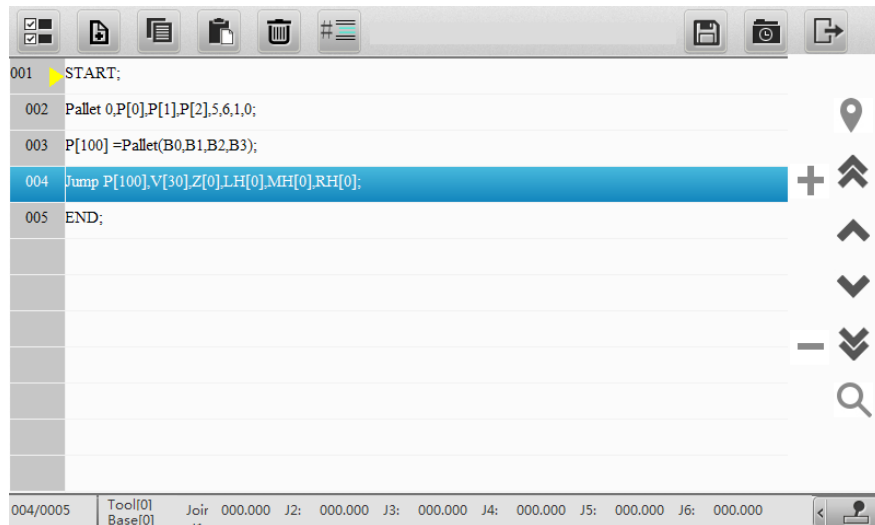 #
001 START;
002 Pallet 0,P[0],P[1],P[2],5,6,1,0;
003 P[100] =Pallet(B0,B1,B2,B3);
004 Jump P[100],V[30],Z[0],LH[0],MH[0],RH[0];
005 END;
004/0005 Tool[0] Joir 000.000 J2: 000.000 J3: 000.000 J4: 000.000 J5: 000.000 J6: 000.000
Base[0]